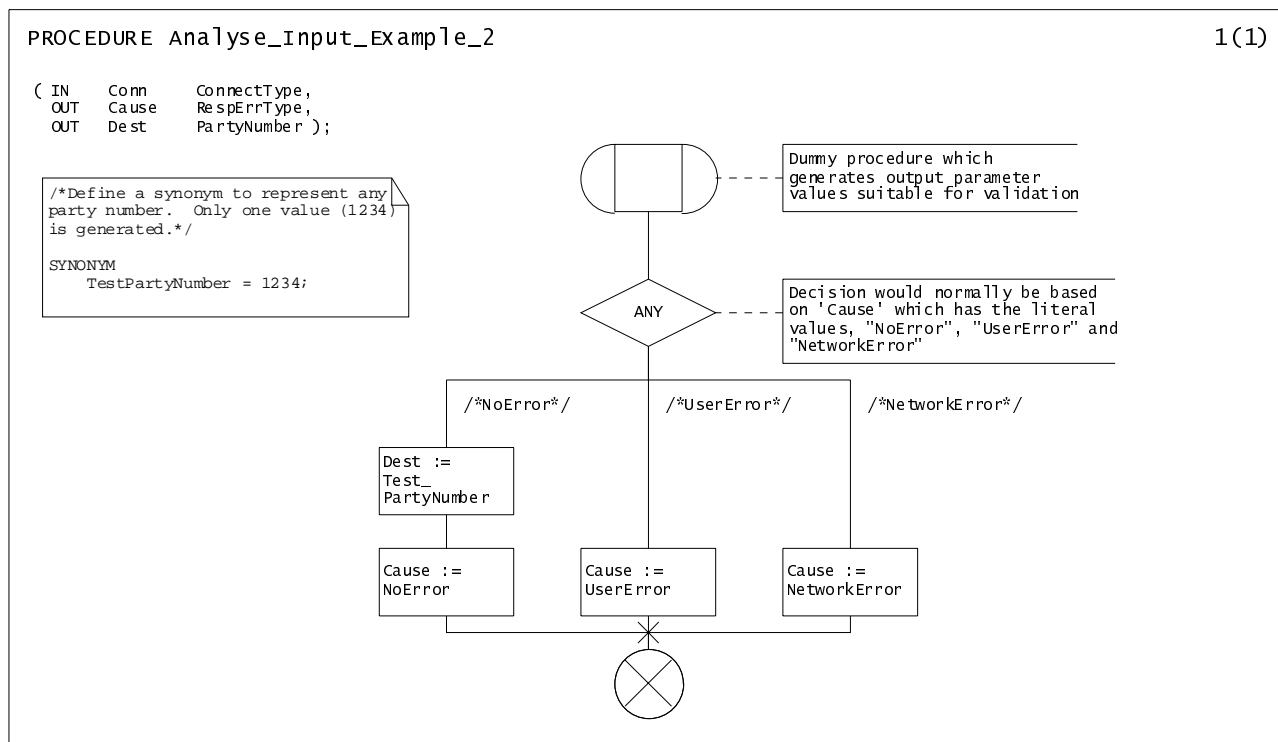 PROCEDURE Analyse_Input_Example_2
1(1)
( IN Conn ConnectType,
OUT Cause RespErrType,
OUT Dest PartyNumber );
/*Define a synonym to represent any
party number. Only one value (1234)
is generated.*/
SYNONYM
TestPartyNumber = 1234;
Dummy procedure which
generates output parameter
values suitable for validation
ANY
Decision would normally be based
on 'Cause' which has the literal
values, "NoError", "UserError" and
"NetworkError"
/*NoError*/
/*UserError*/
/*NetworkError*/
Dest :=
Test_
PartyNumber
Cause :=
NoError
Cause :=
UserError
Cause :=
NetworkError